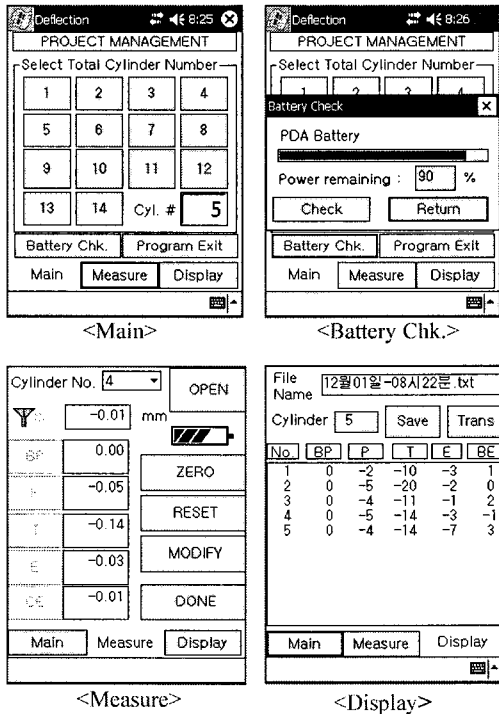 Deflection 8:25
PROJECT MANAGEMENT
Select Total Cylinder Number
1 2 3 4
5 6 7 8
9 10 11 12
13 14 Cyl. # 5
Battery Chk. Program Exit
Main Measure Display
<Main>
Deflection 8:26
PROJECT MANAGEMENT
Select Total Cylinder Number
1 2 3 4
Battery Check
PDA Battery
Power remaining : 90 %
Check Return
Battery Chk. Program Exit
Main Measure Display
<Battery Chk.>
Cylinder No. 4 OPEN
-0.01 mm
BP 0.00
ZERO
-0.05
RESET
T -0.14
MODIFY
E -0.03
-0.01 DONE
Main Measure Display
<Measure>
File Name 12월01일-08시22분.txt
Cylinder 5 Save Trans
No. BP P T E BE
1 0 -2 -10 -3 1
2 0 -5 -20 -2 0
3 0 -4 -11 -1 2
4 0 -5 -14 -3 -1
5 0 -4 -14 -7 3
Main Measure Display
<Display>